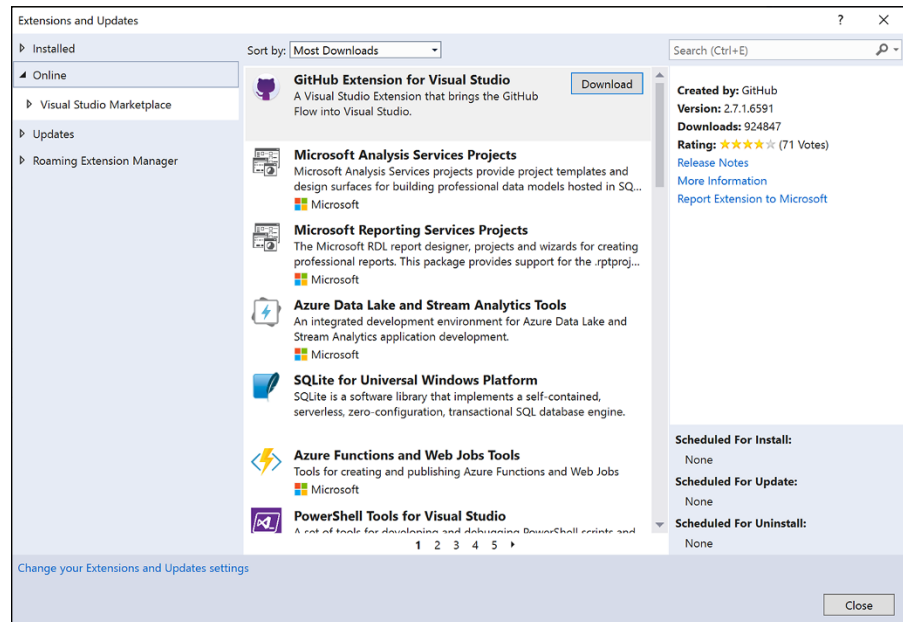 Extensions and Updates
?
Installed
Online
Visual Studio Marketplace
Updates
Roaming Extension Manager
Sort by: Most Downloads
GitHub Extension for Visual Studio
A Visual Studio Extension that brings the GitHub
Flow into Visual Studio.
Download
Microsoft Analysis Services Projects
Microsoft Analysis Services projects provide project templates and
design surfaces for building professional data models hosted in SQ...
Microsoft
Microsoft Reporting Services Projects
The Microsoft RDL report designer, projects and wizards for creating
professional reports. This package provides support for the .rptproj...
Microsoft
Azure Data Lake and Stream Analytics Tools
An integrated development environment for Azure Data Lake and
Stream Analytics application development.
Microsoft
SQLite for Universal Windows Platform
SQLite is a software library that implements a self-contained,
serverless, zero-configuration, transactional SQL database engine.
Azure Functions and Web Jobs Tools
Tools for creating and publishing Azure Functions and Web Jobs
Microsoft
PowerShell Tools for Visual Studio
A set of tools for developing and debugging PowerShell scripts and
1 2 3 4 5
Search (Ctrl+E)
Created by: GitHub
Version: 2.7.1.6591
Downloads: 924847
Rating: (71 Votes)
Release Notes
More Information
Report Extension to Microsoft
Scheduled For Install:
None
Scheduled For Update:
None
Scheduled For Uninstall:
None
Change your Extensions and Updates settings
Close